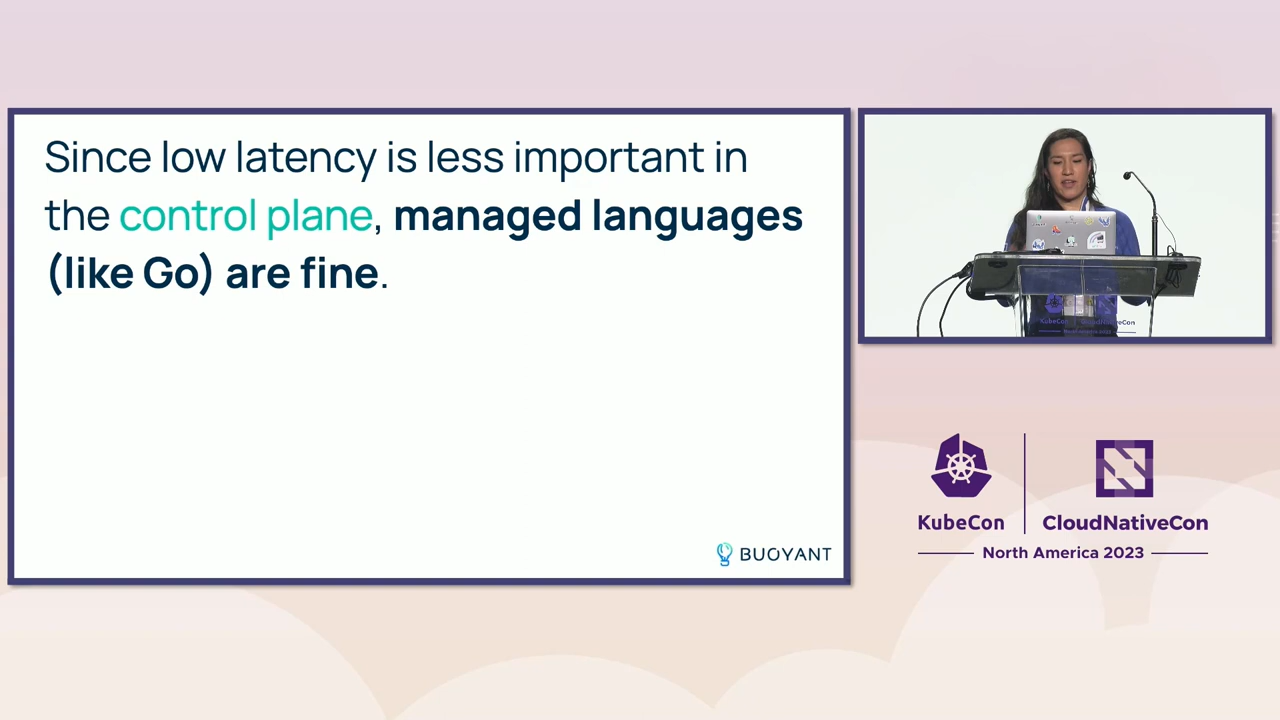 Since low latency is less important in
the control plane, managed languages
(like Go) are fine.
BUOYANT
KubeCon
CloudNativeCon
North America 2023